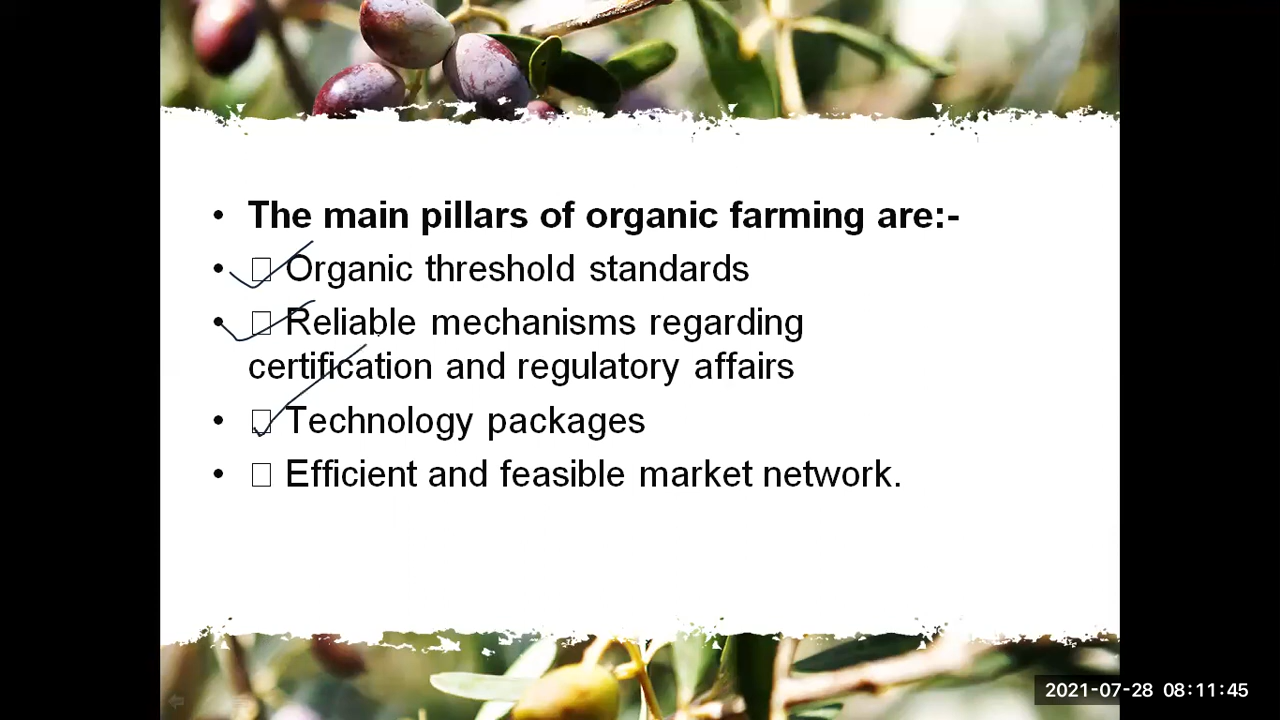 • The main pillars of organic farming are:-
• □ Organic threshold standards
• □ Reliable mechanisms regarding
certification and regulatory affairs
• □ Technology packages
• □ Efficient and feasible market network.
2021-07-28 08:11:45